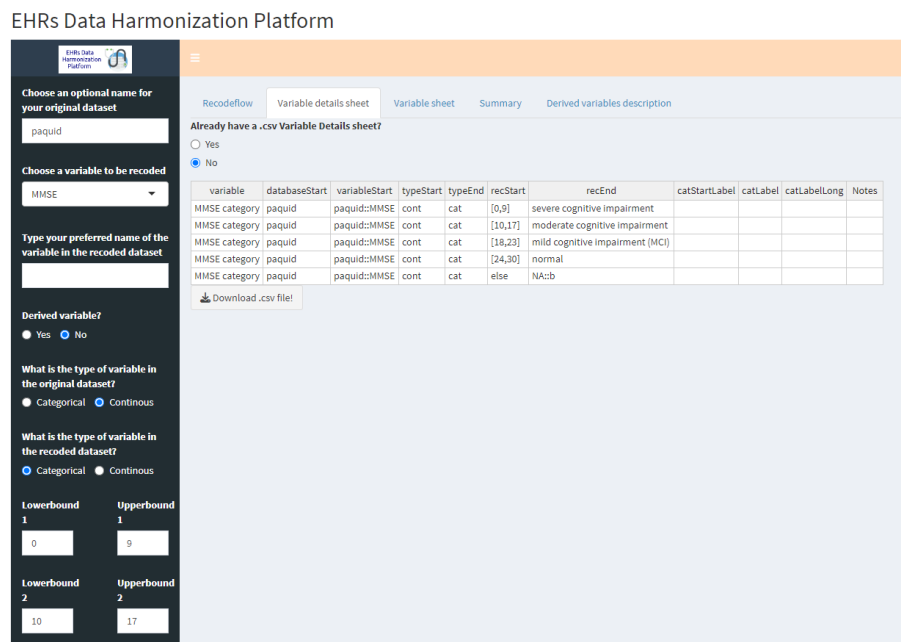 EHRs Data Harmonization Platform
EHRs Data
Harmonization
Platform
Choose an optional name for
your original dataset
paquid
Choose a variable to be recoded
MMSE
Type your preferred name of the
variable in the recoded dataset
Derived variable?
Yes No
What is the type of variable in
the original dataset?
Categorical Continous
What is the type of variable in
the recoded dataset?
Categorical Continous
Lowerbound Upperbound
1 1
0 9
Lowerbound Upperbound
2 2
10 17
Recodeflow Variable details sheet Variable sheet Summary Derived variables description
Already have a .csv Variable Details sheet?
Yes
No
variable databaseStart variableStart typeStart typeEnd recStart recEnd catStartLabel catLabel catLabelLong Notes
MMSE category paquid paquid::MMSE cont cat [0,9] severe cognitive impairment
MMSE category paquid paquid::MMSE cont cat [10,17] moderate cognitive impairment
MMSE category paquid paquid::MMSE cont cat [18,23] mild cognitive impairment (MCI)
MMSE category paquid paquid::MMSE cont cat [24,30] normal
MMSE category paquid paquid::MMSE cont cat else NA::b
Download .csv file!